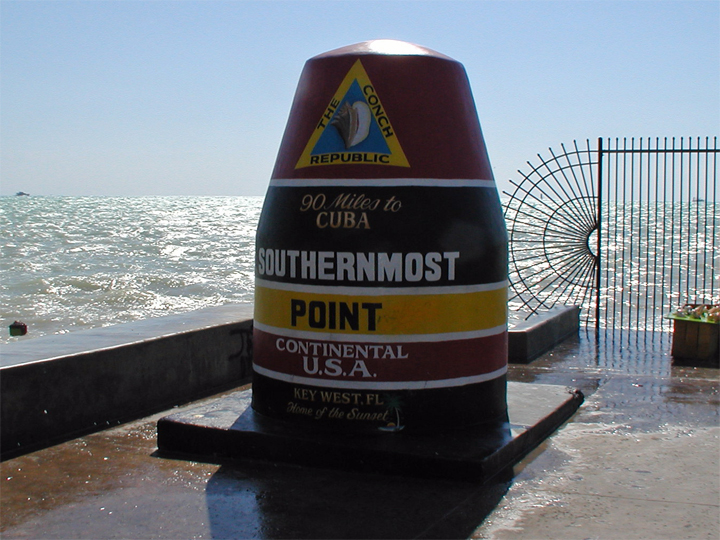 THE CONCH
REPUBLIC
90 Miles to
CUBA
SOUTHERNMOST
POINT
CONTINENTAL
U.S.A.
KEY WEST, FL
Home of the Sunset